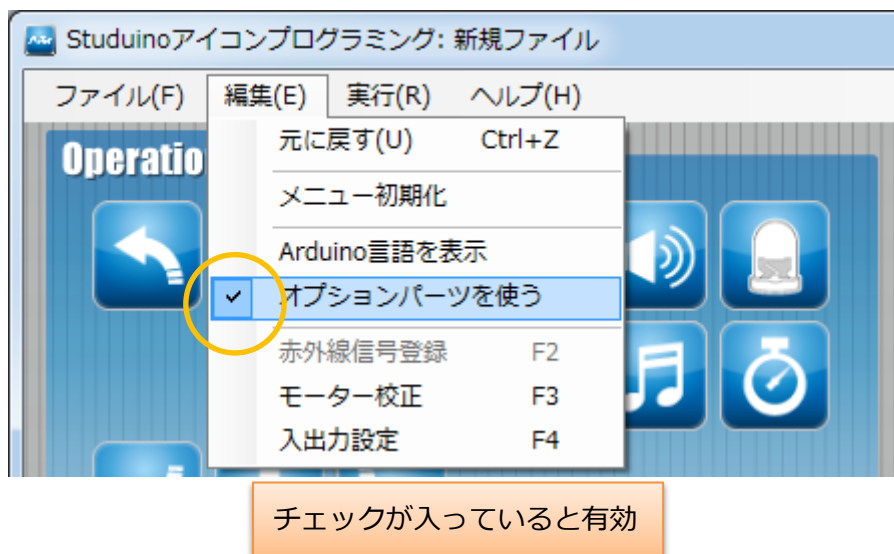 Studuinoアイコンプログラミング: 新規ファイル
ファイル(F) 編集(E) 実行(R) ヘルプ(H)
Operatio
元に戻す(U) Ctrl+Z
メニュー初期化
Arduino言語を表示
オプションパーツを使う
赤外線信号登録 F2
モーター校正 F3
入出力設定 F4
チェックが入っていると有効